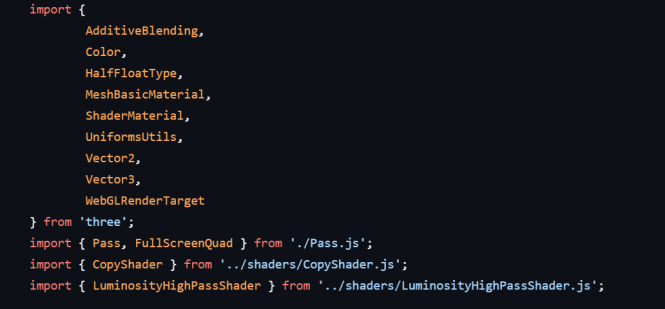 import {
AdditiveBlending,
Color,
HalfFloatType,
MeshBasicMaterial,
ShaderMaterial,
UniformsUtils,
Vector2,
Vector3,
WebGLRenderTarget
} from 'three';
import { Pass, FullScreenQuad } from './Pass.js';
import { CopyShader } from '../shaders/CopyShader.js';
import { LuminosityHighPassShader } from '../shaders/LuminosityHighPassShader.js';